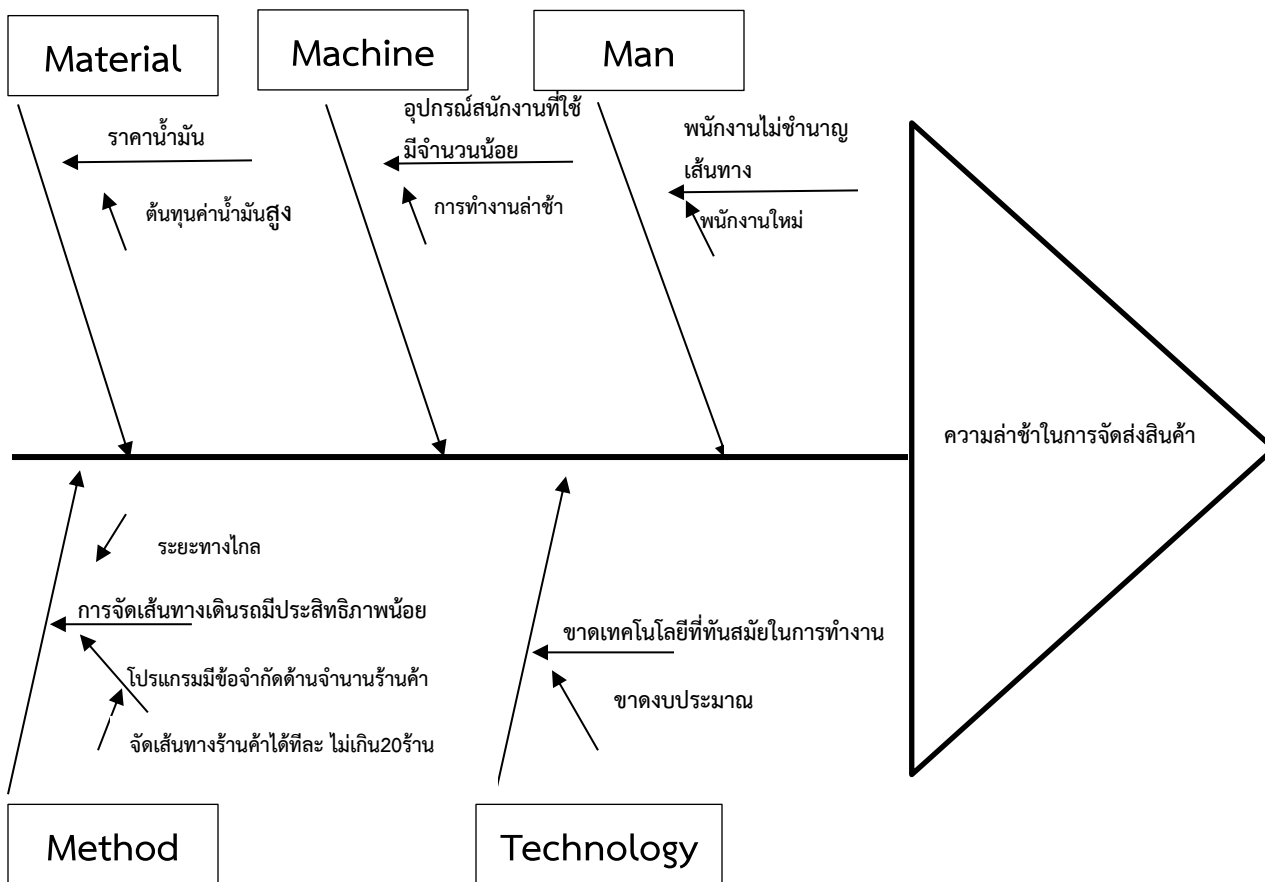 Material
Machine
Man
ราคาน้ำมัน
ต้นทุนค่าน้ำมันสูง
อุปกรณ์สนักงานที่ใช้
มีจำนวนน้อย
การทำงานล่าช้า
พนักงานไม่ชำนาญ
เส้นทาง
พนักงานใหม่
ความล่าช้าในการจัดส่งสินค้า
ระยะทางไกล
การจัดเส้นทางเดินรถมีประสิทธิภาพน้อย
โปรแกรมมีข้อจำกัดด้านจำนานร้านค้า
จัดเส้นทางร้านค้าได้ทีละ ไม่เกิน20ร้าน
ขาดเทคโนโลยีที่ทันสมัยในการทำงาน
ขาดงบประมาณ
Method
Technology